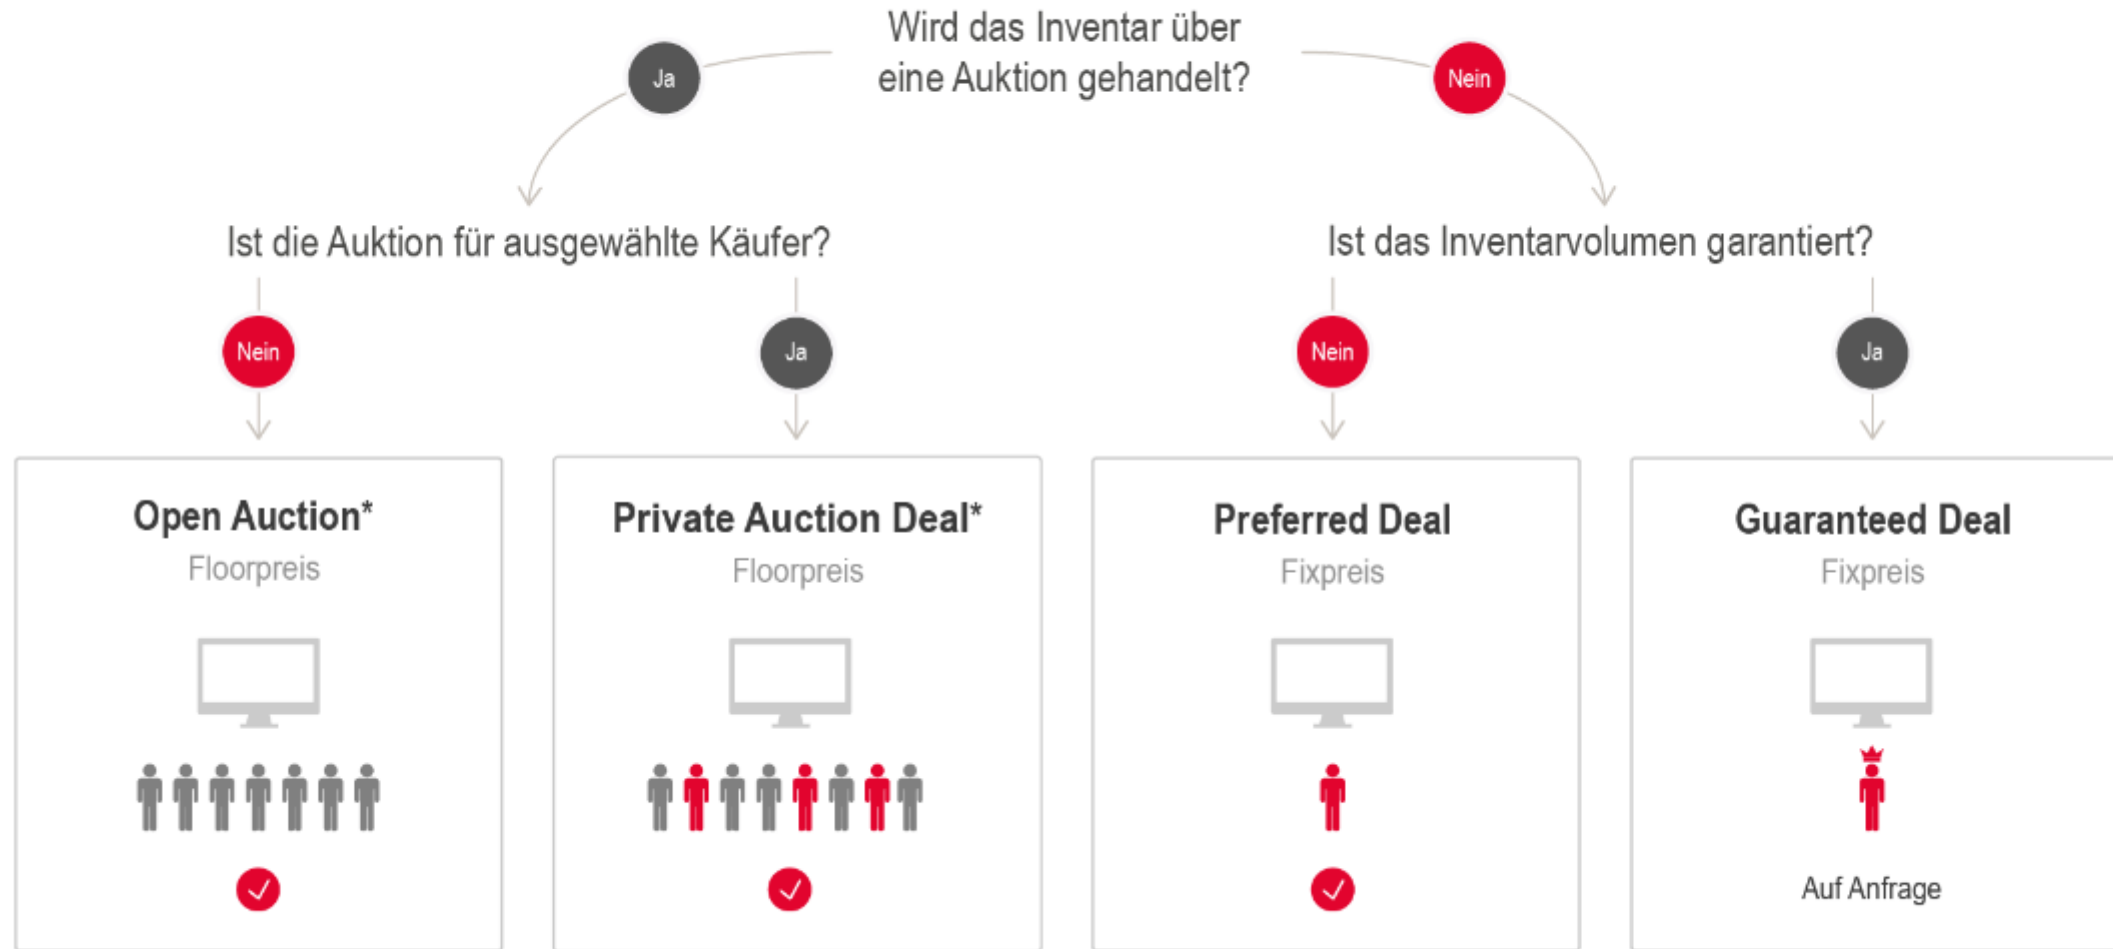 Wird das Inventar über
eine Auktion gehandelt?
Ja
Nein
Ist die Auktion für ausgewählte Käufer?
Ist das Inventarvolumen garantiert?
Nein
Ja
Nein
Ja
Open Auction*
Floorpreis
Private Auction Deal*
Floorpreis
Preferred Deal
Fixpreis
Guaranteed Deal
Fixpreis
Auf Anfrage